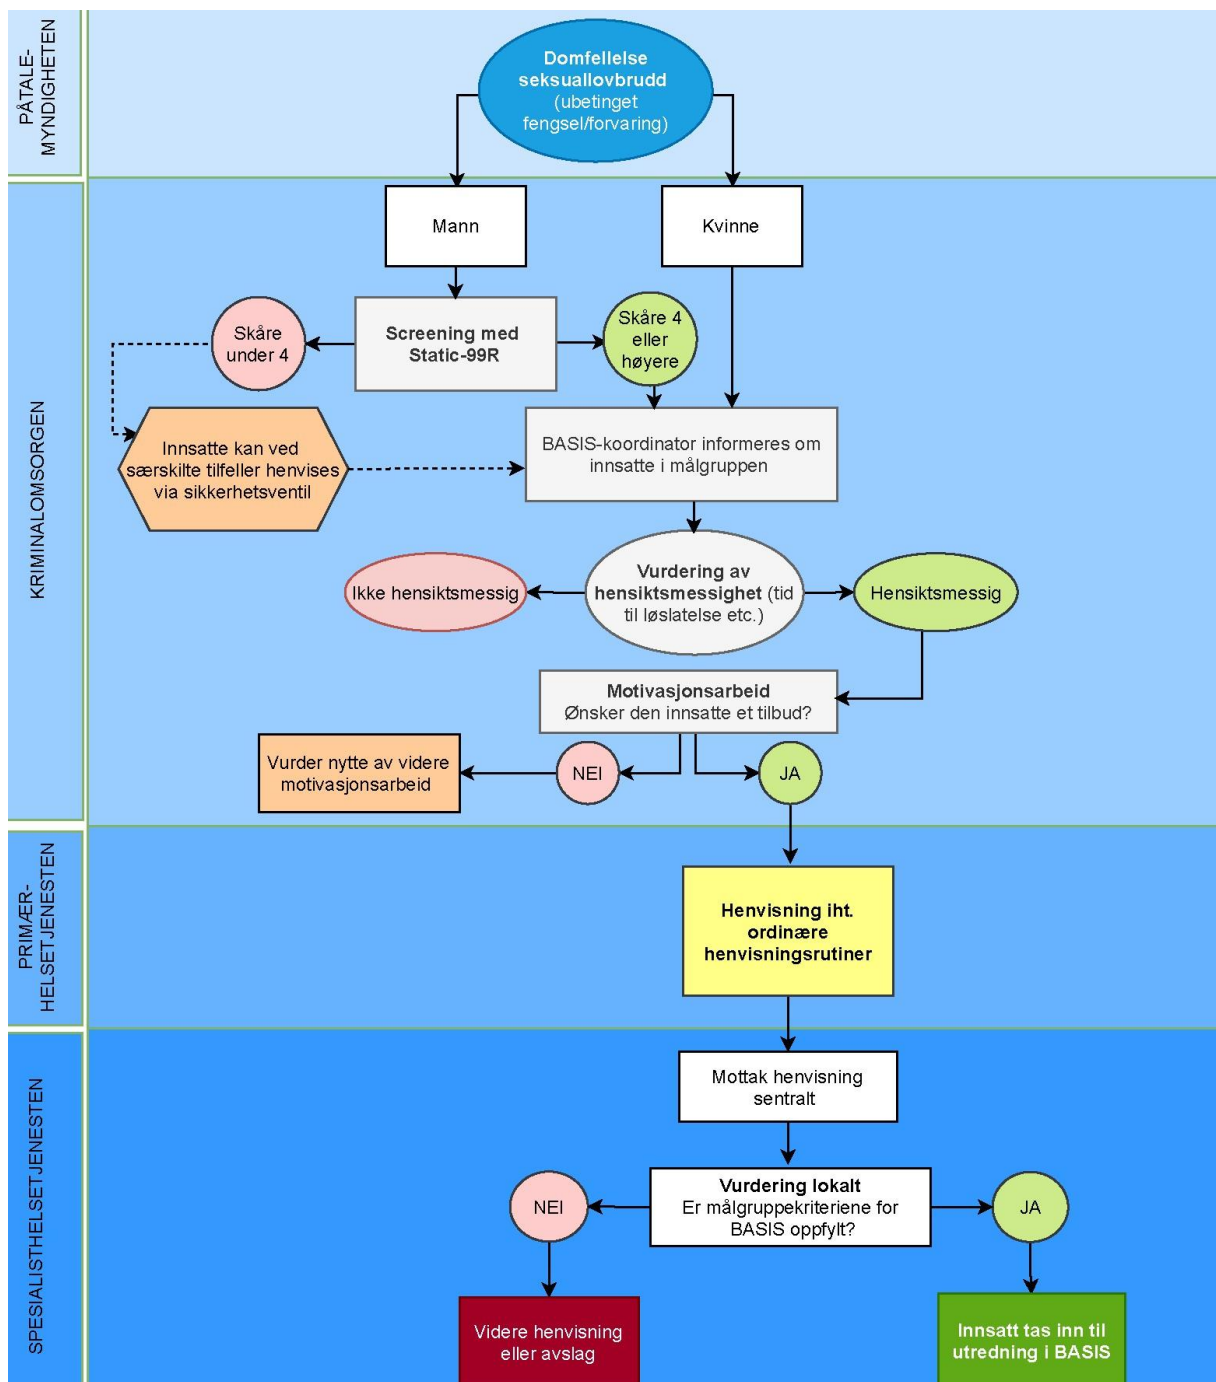 PÅTALE-
MYNDIGHETEN
Domfellelse
seksuallovbrudd
(ubetinget
fengsel/forvaring)
KRIMINALOMSORGEN
Mann
Kvinne
Skåre
under 4
Screening med
Static-99R
Skåre 4
eller
høyere
Innsatte kan ved
særskilte tilfeller henvises
via sikkerhetsventil
BASIS-koordinator informeres om
innsatte i målgruppen
Ikke hensiktsmessig
Vurdering av
hensiktsmessighet (tid
til løslatelse etc.)
Hensiktsmessig
Motivasjonsarbeid
Ønsker den innsatte et tilbud?
Vurder nytte av videre
motivasjonsarbeid
NEI
JA
PRIMÆR-
HELSETJENESTEN
Henvisning iht.
ordinære
henvisningsrutiner
SPESIALISTHELSETJENESTEN
Mottak henvisning
sentralt
NEI
Vurdering lokalt
Er målgruppekriteriene for
BASIS oppfylt?
JA
Videre henvisning
eller avslag
Innsatt tas inn til
utredning i BASIS